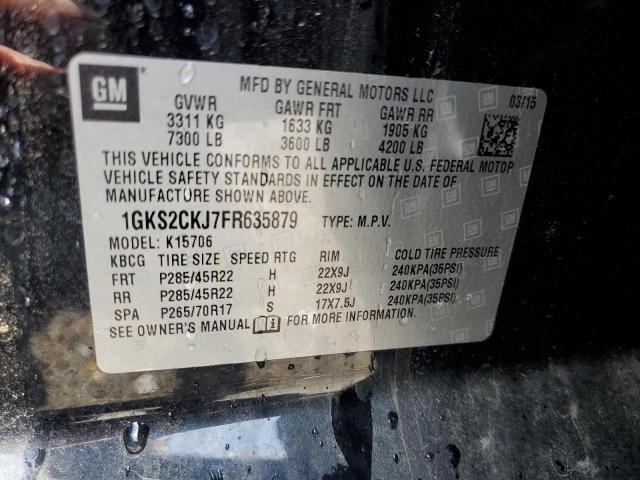 GM
MFD BY GENERAL MOTORS LLC
03/15
GVWR GAWR FRT GAWR RR
3311 KG 1633 KG 1905 KG
7300 LB 3600 LB 4200 LB
THIS VEHICLE CONFORMS TO ALL APPLICABLE U.S. FEDERAL MOTOR
VEHICLE SAFETY STANDARDS IN EFFECT ON THE DATE OF
MANUFACTURE SHOWN ABOVE.
1GKS2CKJ7FR635879 TYPE: M.P.V.
MODEL: K15706
KBCG TIRE SIZE SPEED RTG RIM COLD TIRE PRESSURE
FRT P285/45R22 H 22X9J 240KPA(35PSI)
RR P285/45R22 H 22X9J 240KPA(35PSI)
SPA P265/70R17 S 17X7.5J 240KPA(35PSI)
SEE OWNER'S MANUAL FOR MORE INFORMATION.